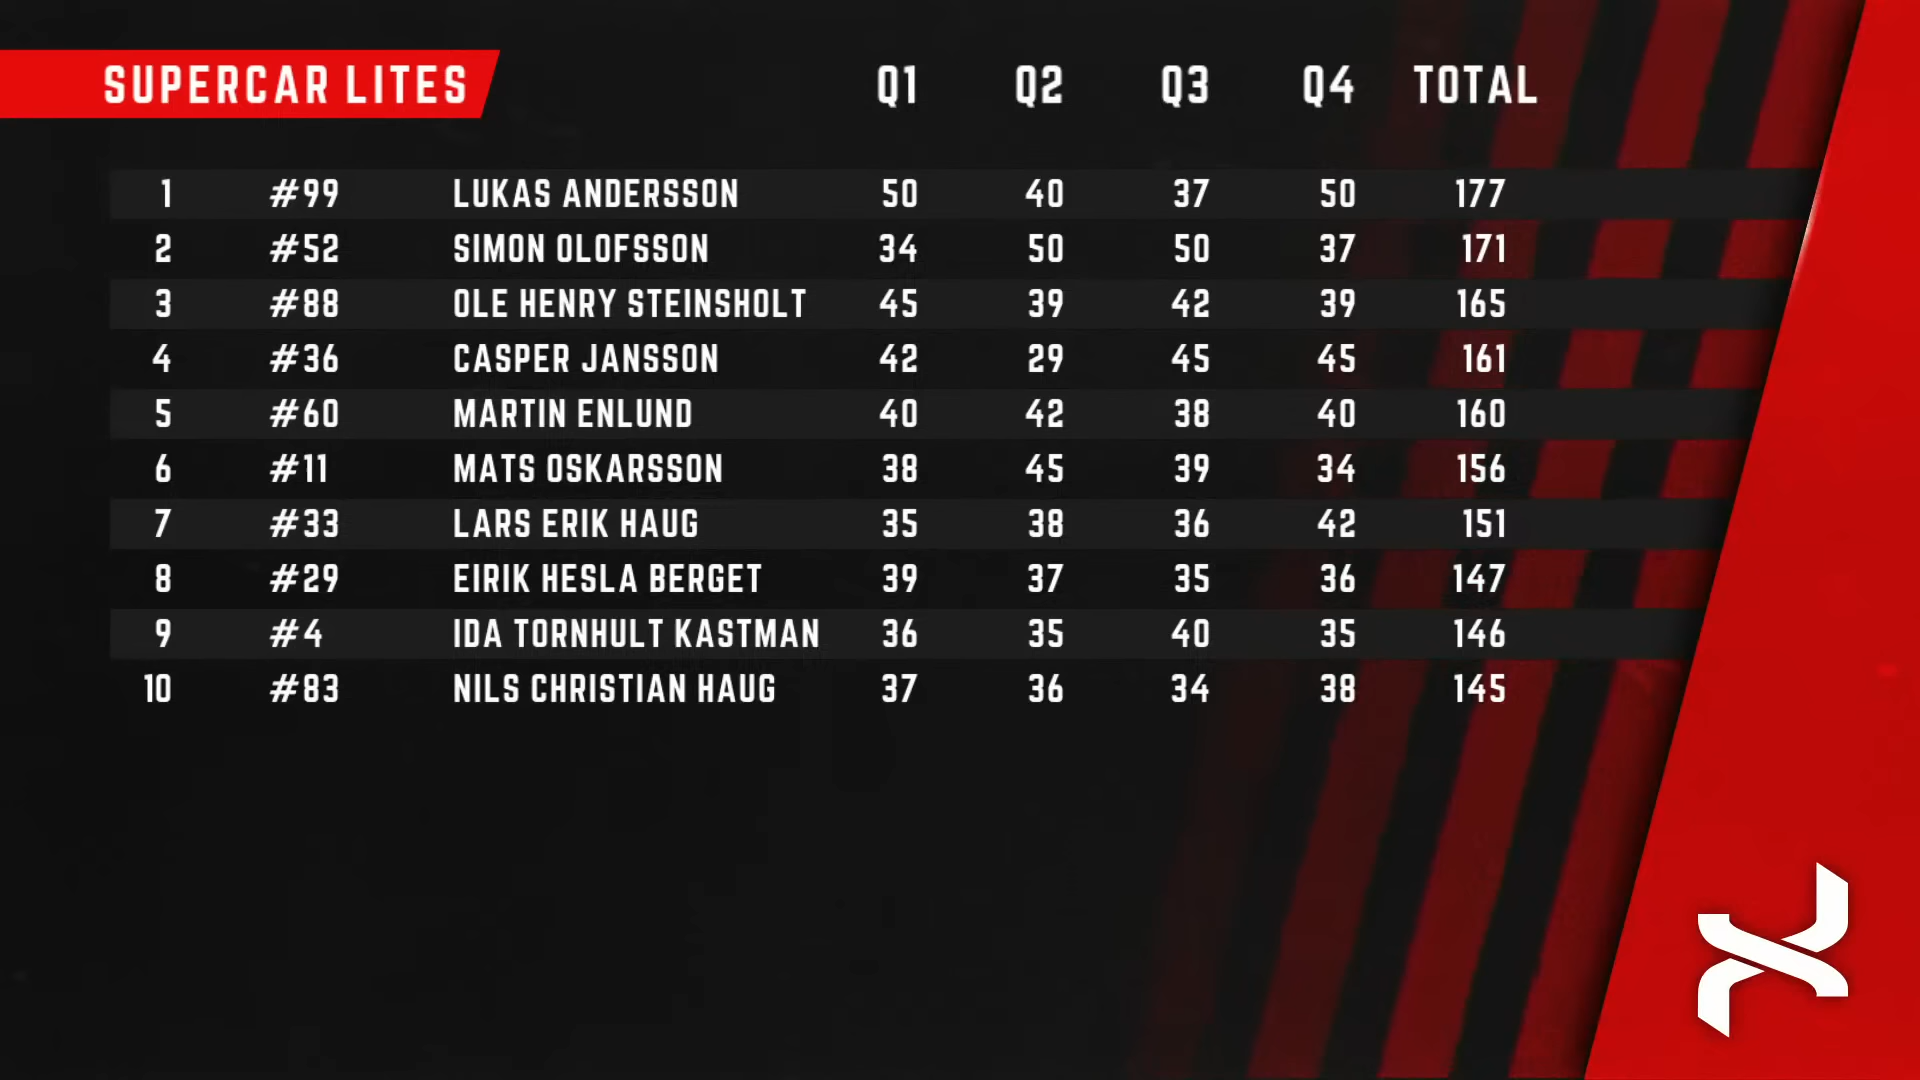 SUPERCAR LITES Q1 Q2 Q3 Q4 TOTAL
1 #99 LUKAS ANDERSSON 50 40 37 50 177
2 #52 SIMON OLOFSSON 34 50 50 37 171
3 #88 OLE HENRY STEINSHOLT 45 39 42 39 165
4 #36 CASPER JANSSON 42 29 45 45 161
5 #60 MARTIN ENLUND 40 42 38 40 160
6 #11 MATS OSKARSSON 38 45 39 34 156
7 #33 LARS ERIK HAUG 35 38 36 42 151
8 #29 EIRIK HESLA BERGET 39 37 35 36 147
9 #4 IDA TORNHULT KASTMAN 36 35 40 35 146
10 #83 NILS CHRISTIAN HAUG 37 36 34 38 145